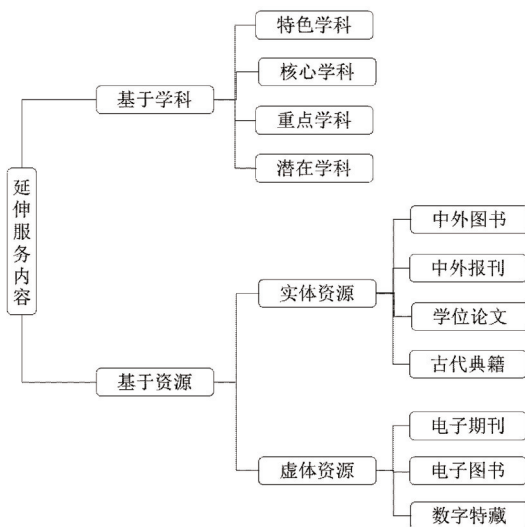 延伸服务内容
基于学科
特色学科
核心学科
重点学科
潜在学科
基于资源
实体资源
中外图书
中外报刊
学位论文
古代典籍
虚体资源
电子期刊
电子图书
数字特藏